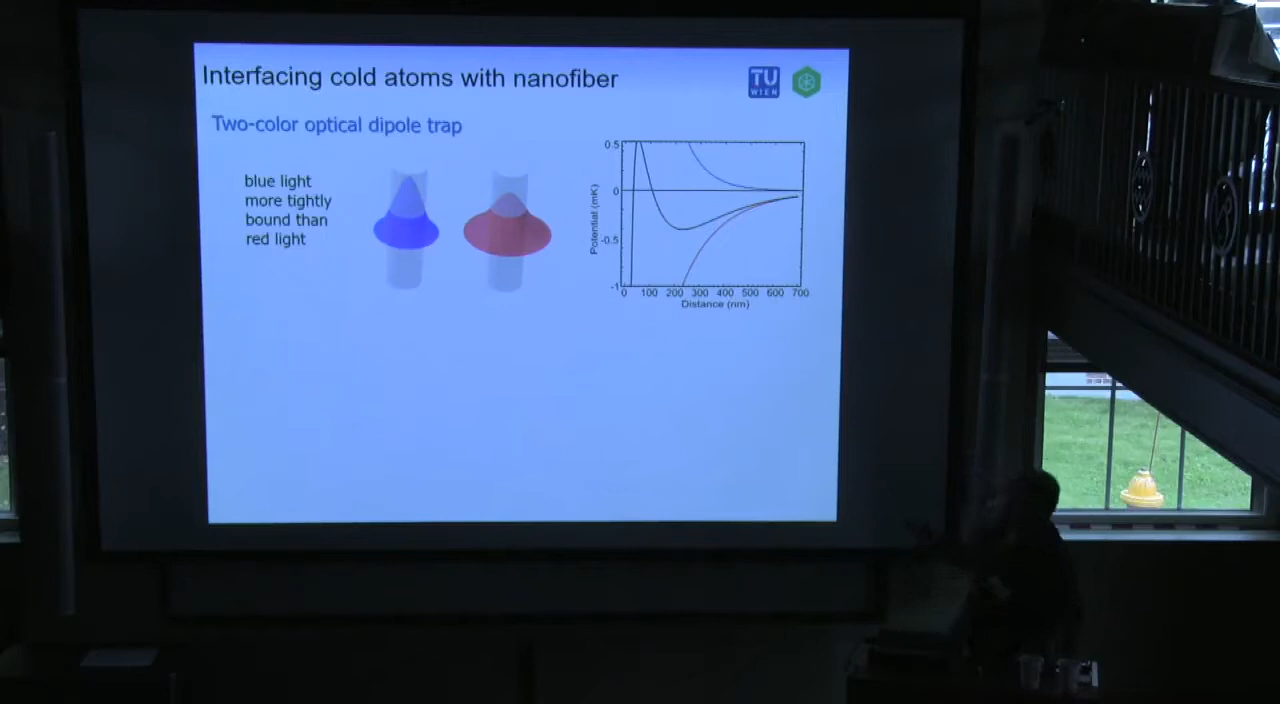 Interfacing cold atoms with nanofiber
TU
WIEN
Two-color optical dipole trap
blue light
more tightly
bound than
red light
0.5
0
-0.5
-1
Potential (mK)
0 100 200 300 400 500 600 700
Distance (nm)